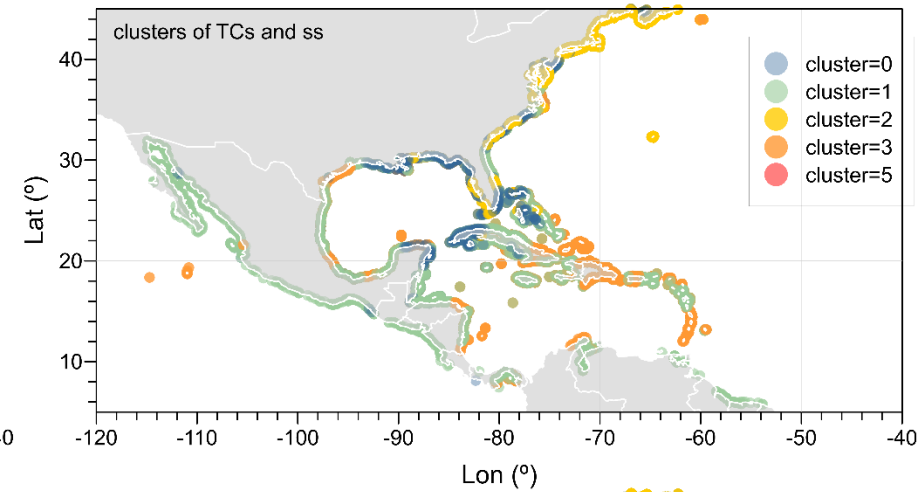 clusters of TCs and ss
cluster=0
cluster=1
cluster=2
cluster=3
cluster=5
40
30
20
10
Lat (º)
40 -120 -110 -100 -90 -80 -70 -60 -50 -40
Lon (º)